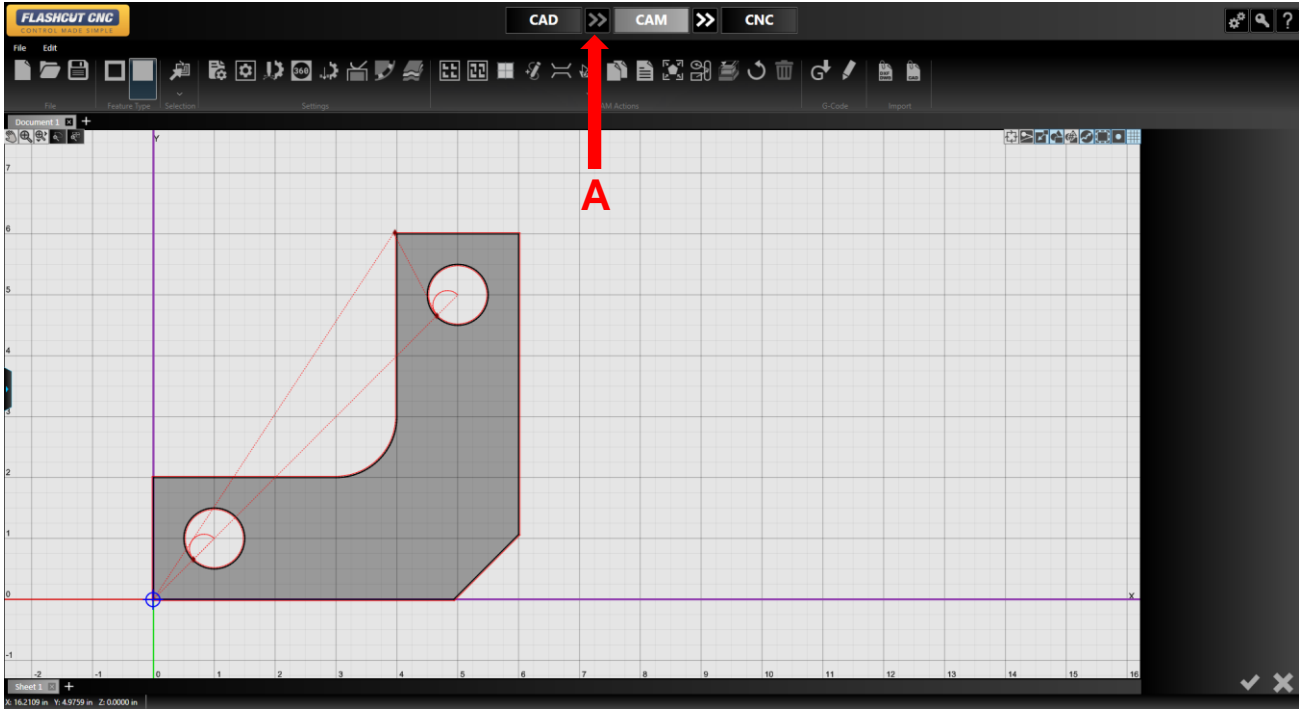 FLASHCUT CNC
CONTROL MADE SIMPLE
CAD
CAM
CNC
?
File Edit
360
G
File
Feature Type
Selection
Settings
CAM Actions
G-Code
Import
Document 1
Y
7
6
5
4
3
2
1
0
-1
X
A
-2 -1 0 1 2 3 4 5 6 7 8 9 10 11 12 13 14 15 16
Sheet 1
X: 16.2109 in Y: 4.9759 in Z: 0.0000 in